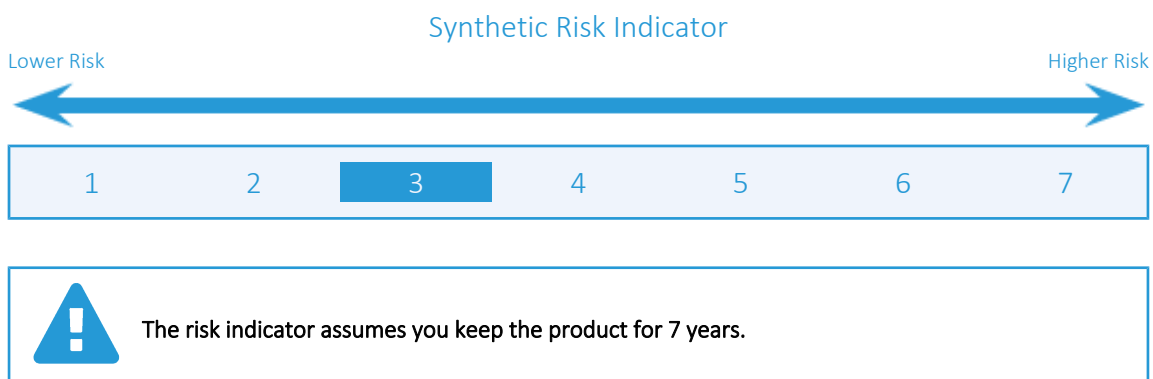 Synthetic Risk Indicator
Lower Risk Higher Risk
1 2 3 4 5 6 7
The risk indicator assumes you keep the product for 7 years.